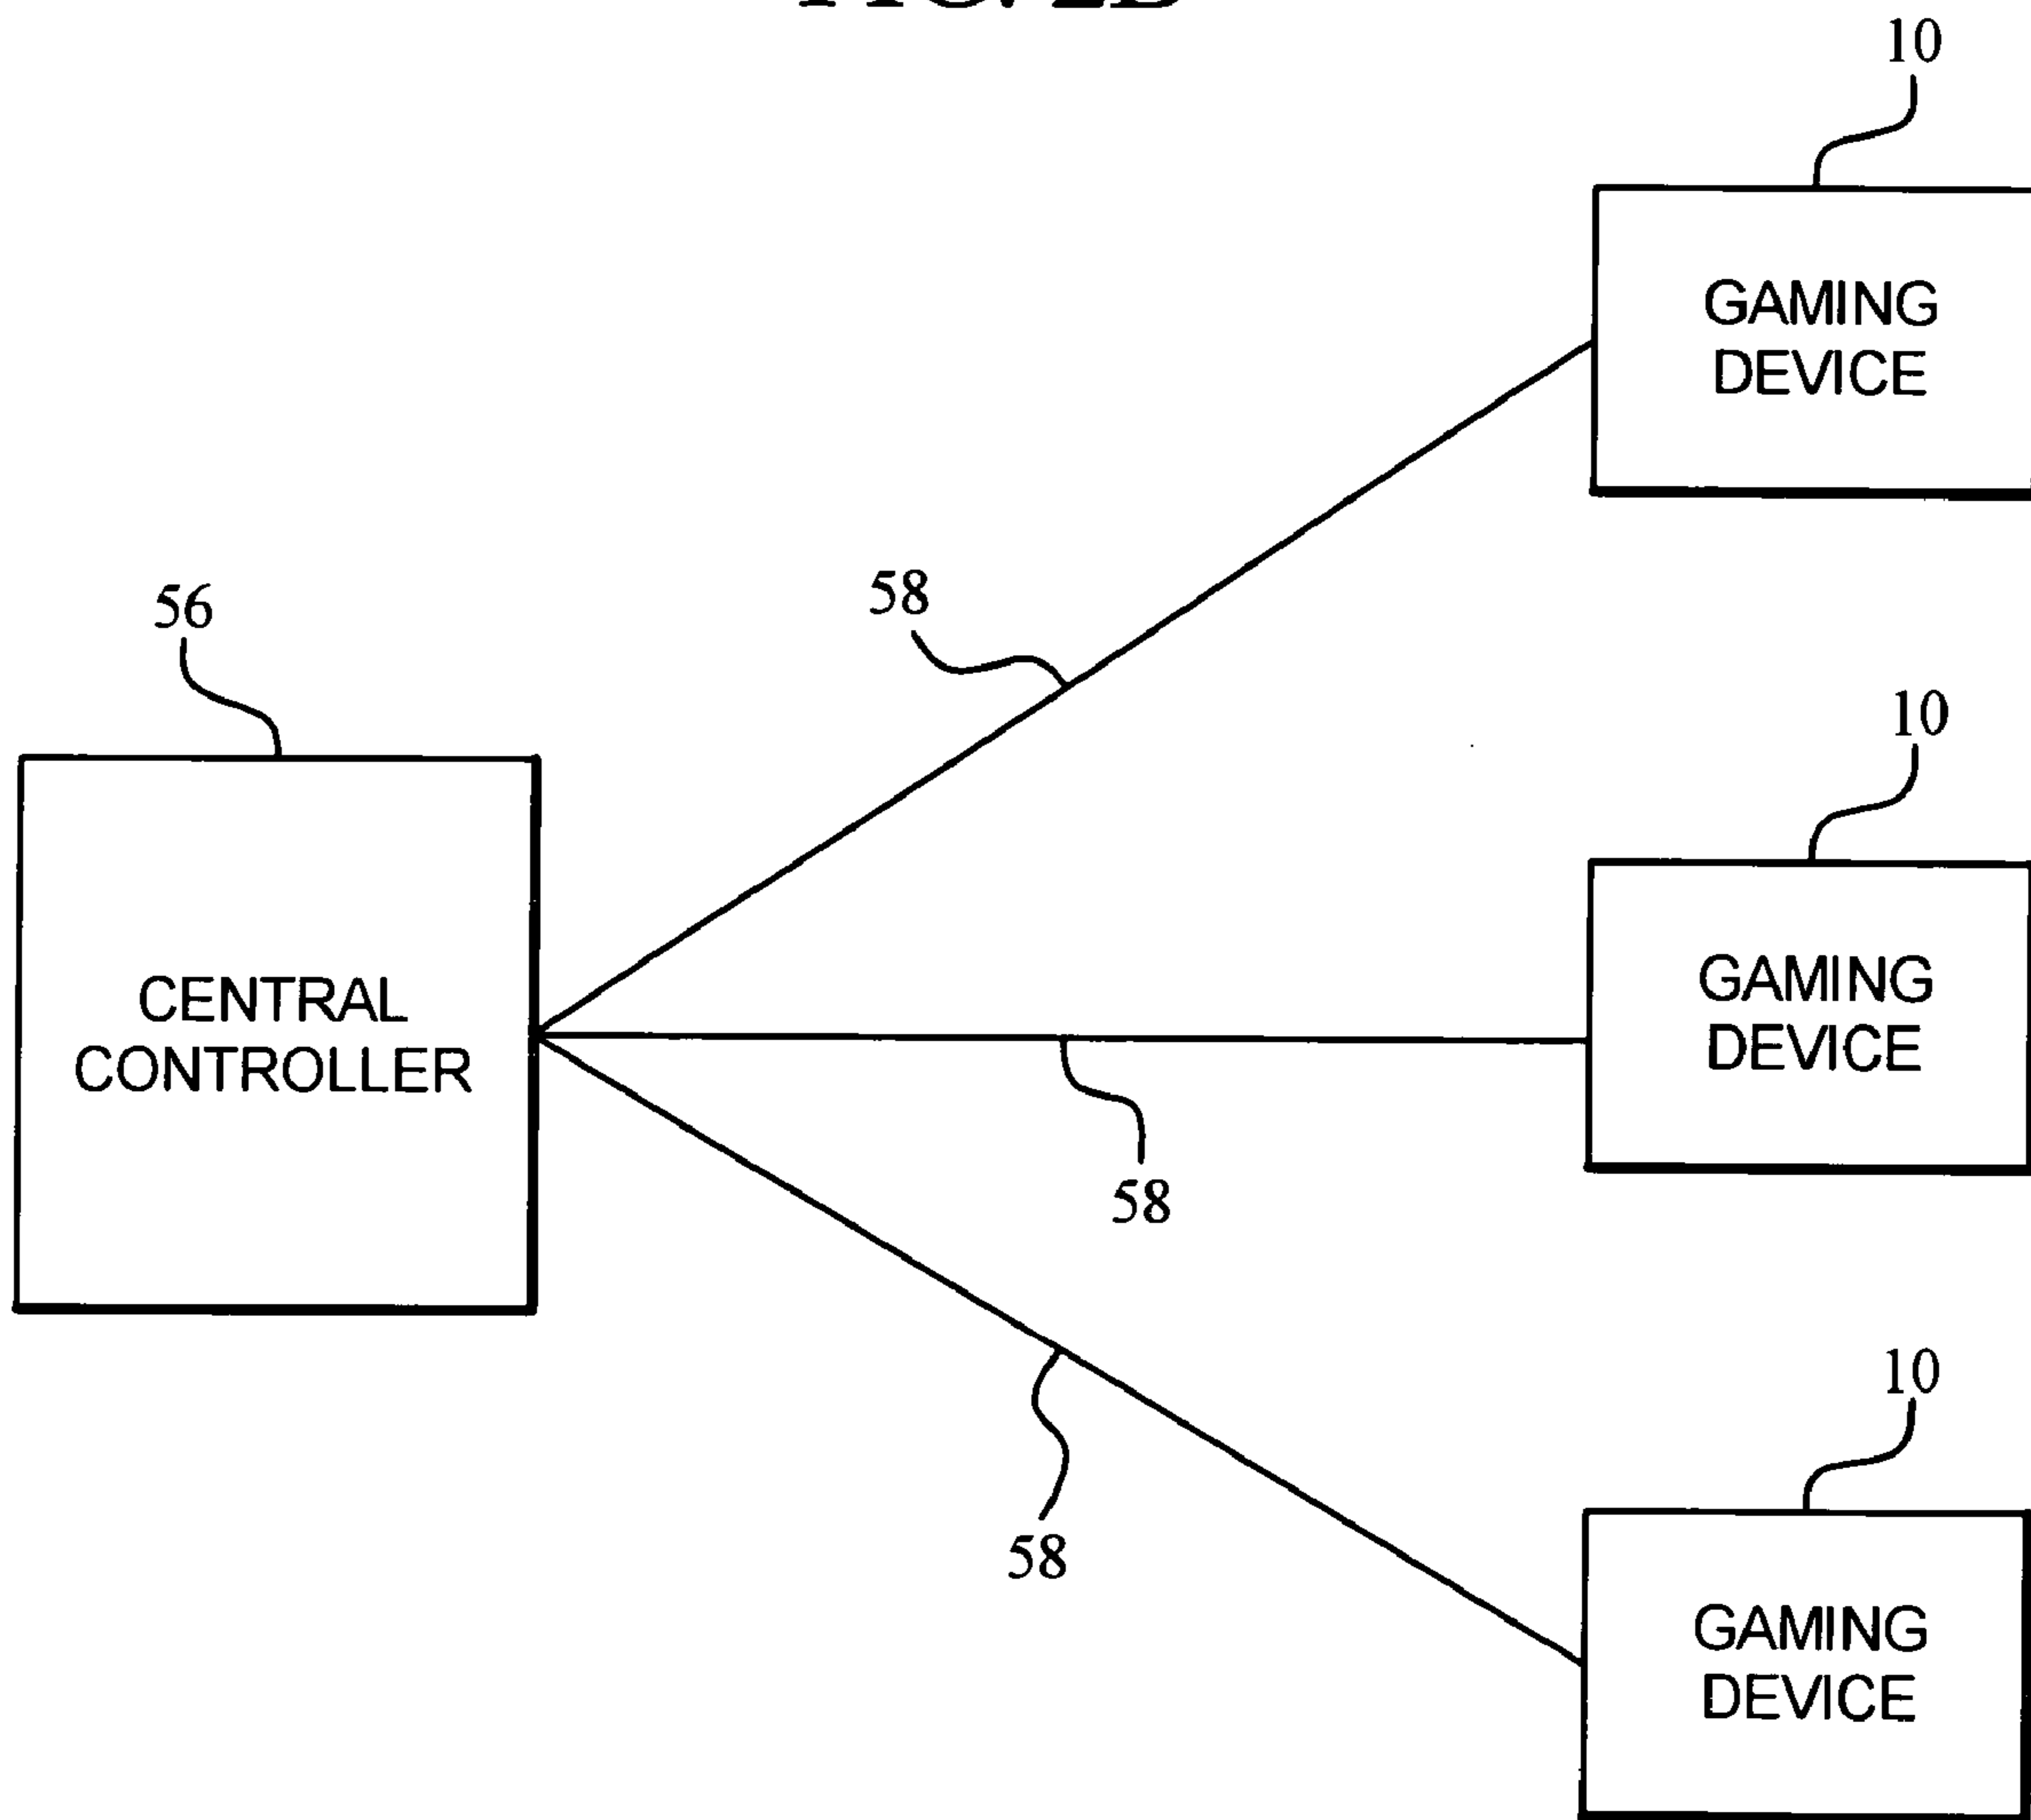 10
GAMING
DEVICE
58
56
10
CENTRAL
CONTROLLER
GAMING
DEVICE
58
10
58
GAMING
DEVICE